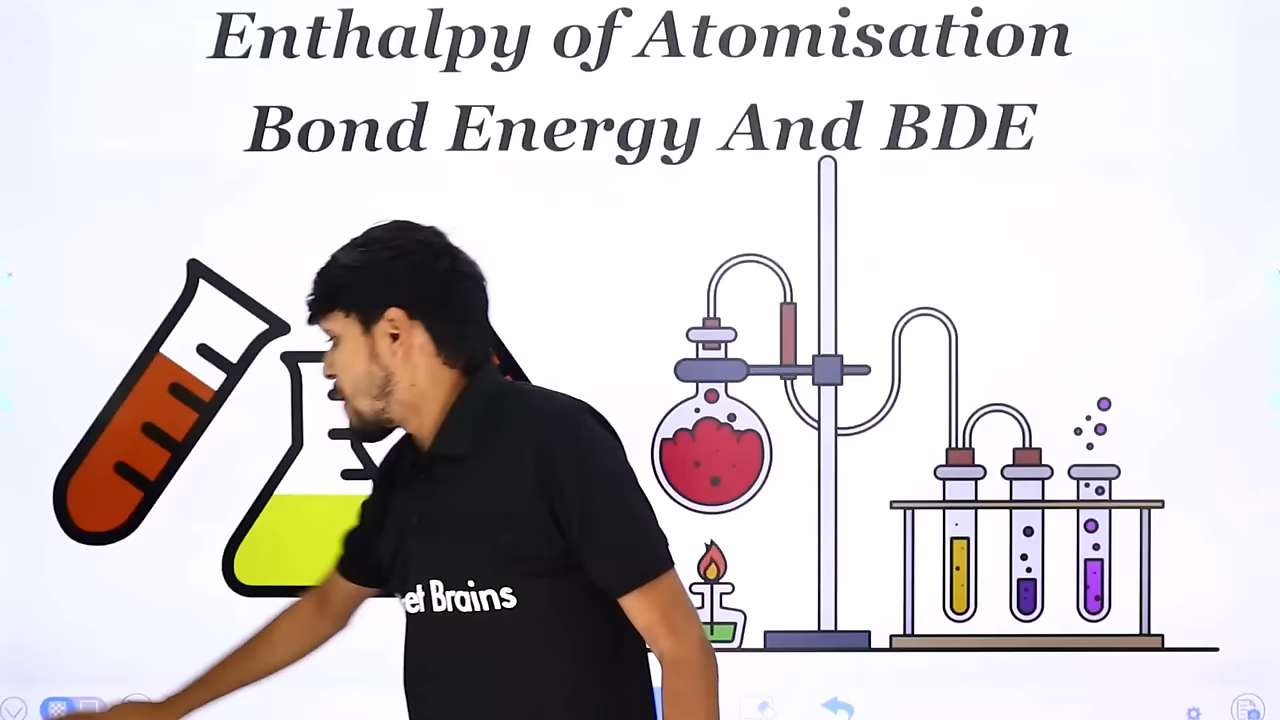 Enthalpy of Atomisation
Bond Energy And BDE
et Brains